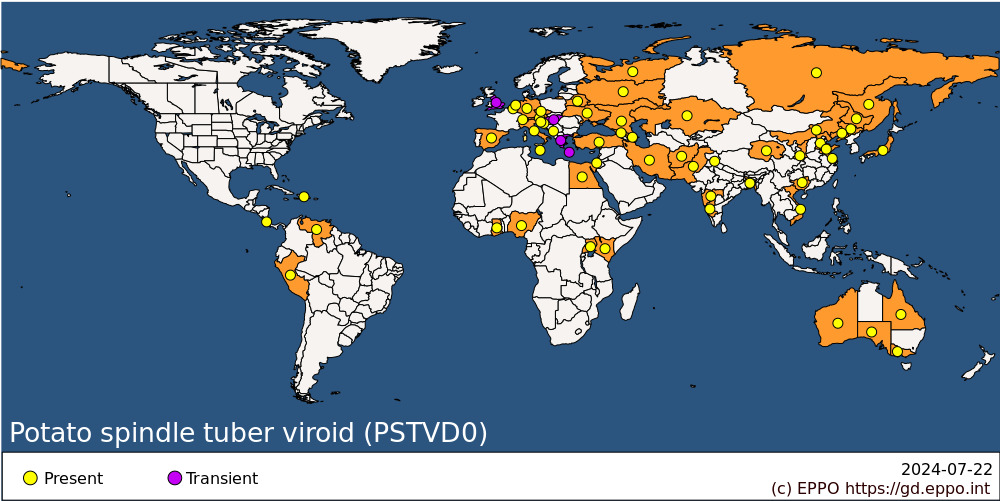 Potato spindle tuber viroid (PSTVD0)
Present
Transient
2024-07-22
(c) EPPO https://gd.eppo.int